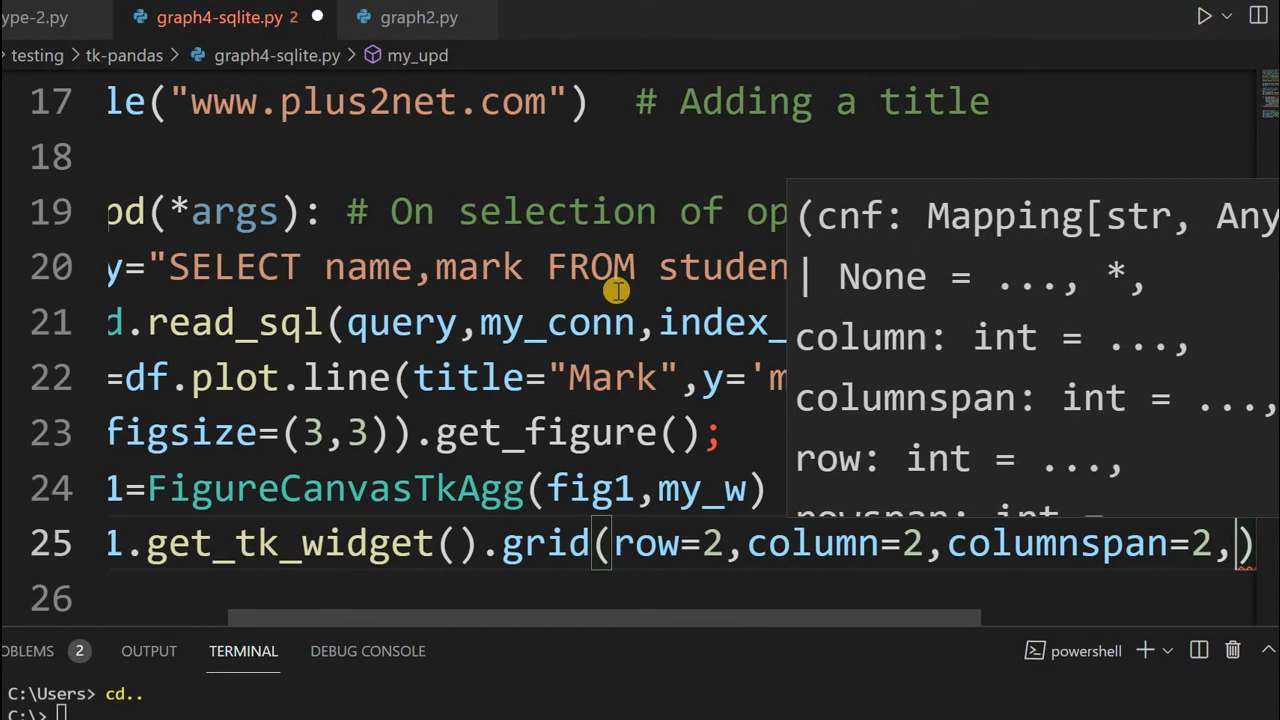 ype-2.py graph4-sqlite.py 2 graph2.py
testing > tk-pandas > graph4-sqlite.py > my_upd
17 le("www.plus2net.com") # Adding a title
18
19 pd(*args): # On selection of op
20 y="SELECT name,mark FROM studen
21 d.read_sql(query,my_conn,index_
22 =df.plot.line(title="Mark",y='m
23 figsize=(3,3)).get_figure();
24 1=FigureCanvasTkAgg(fig1,my_w)
25 1.get_tk_widget().grid(row=2,column=2,columnspan=2,)
26
(cnf: Mapping[str, Any
| None = ..., *,
column: int = ...,
columnspan: int = ...,
row: int = ...,
rowspan: int =
OBLEMS 2 OUTPUT TERMINAL DEBUG CONSOLE powershell
C:\Users> cd..
C:\>